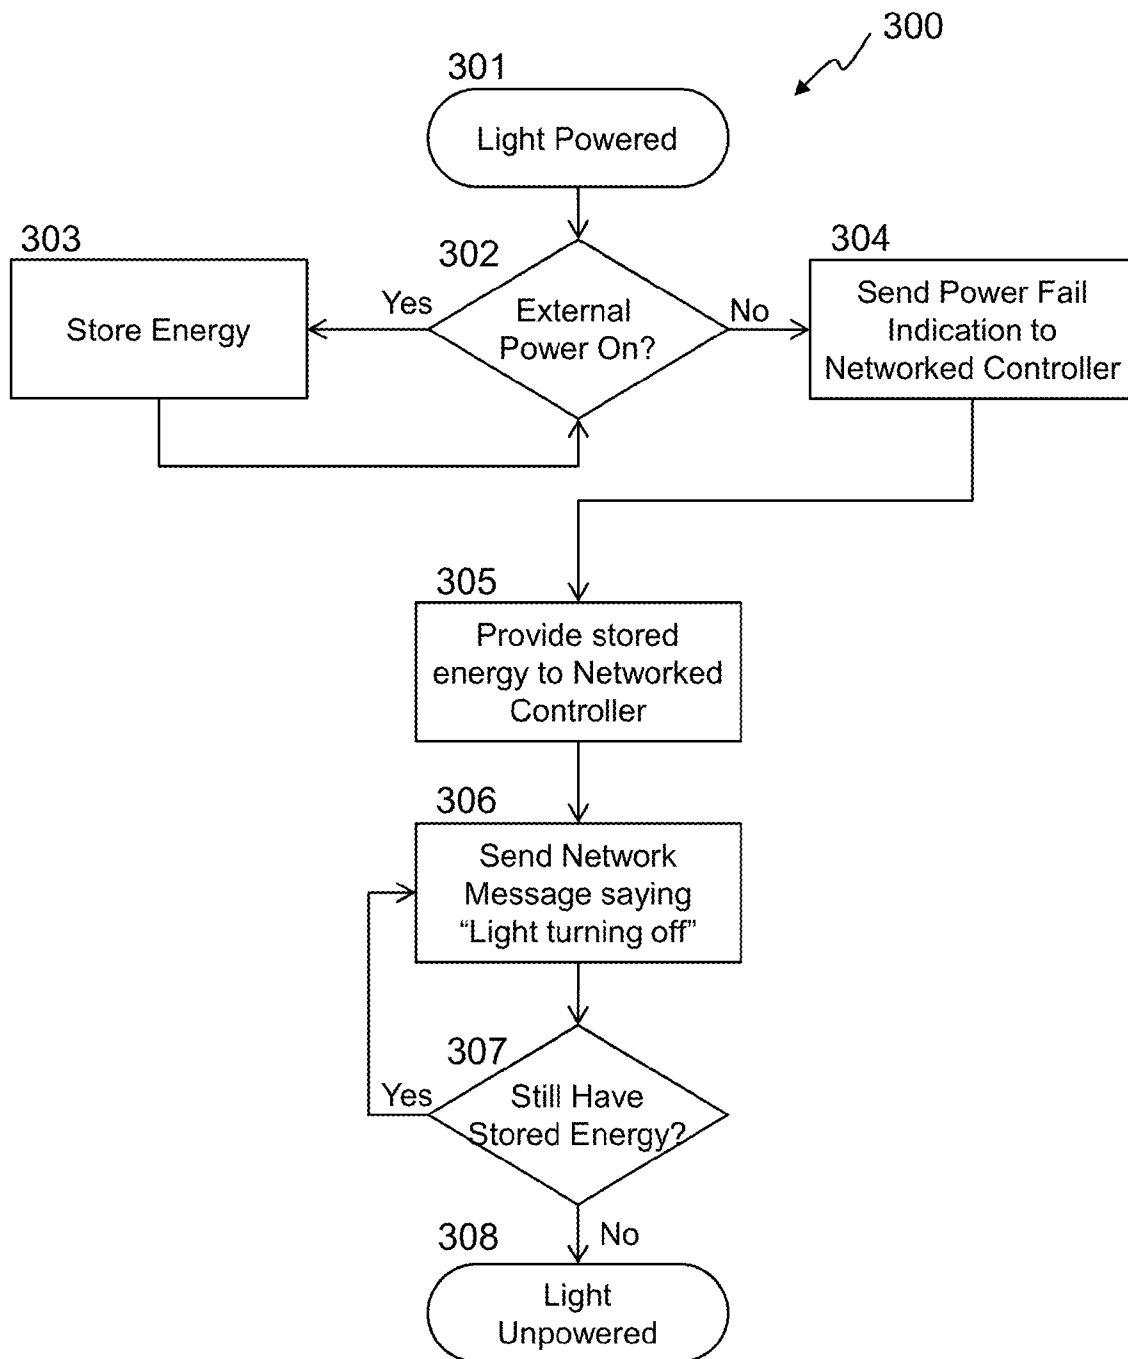 300
301
Light Powered
302
External
Power On?
Yes
No
303
Store Energy
304
Send Power Fail
Indication to
Networked Controller
305
Provide stored
energy to Networked
Controller
306
Send Network
Message saying
“Light turning off”
307
Still Have
Stored Energy?
Yes
No
308
Light
Unpowered